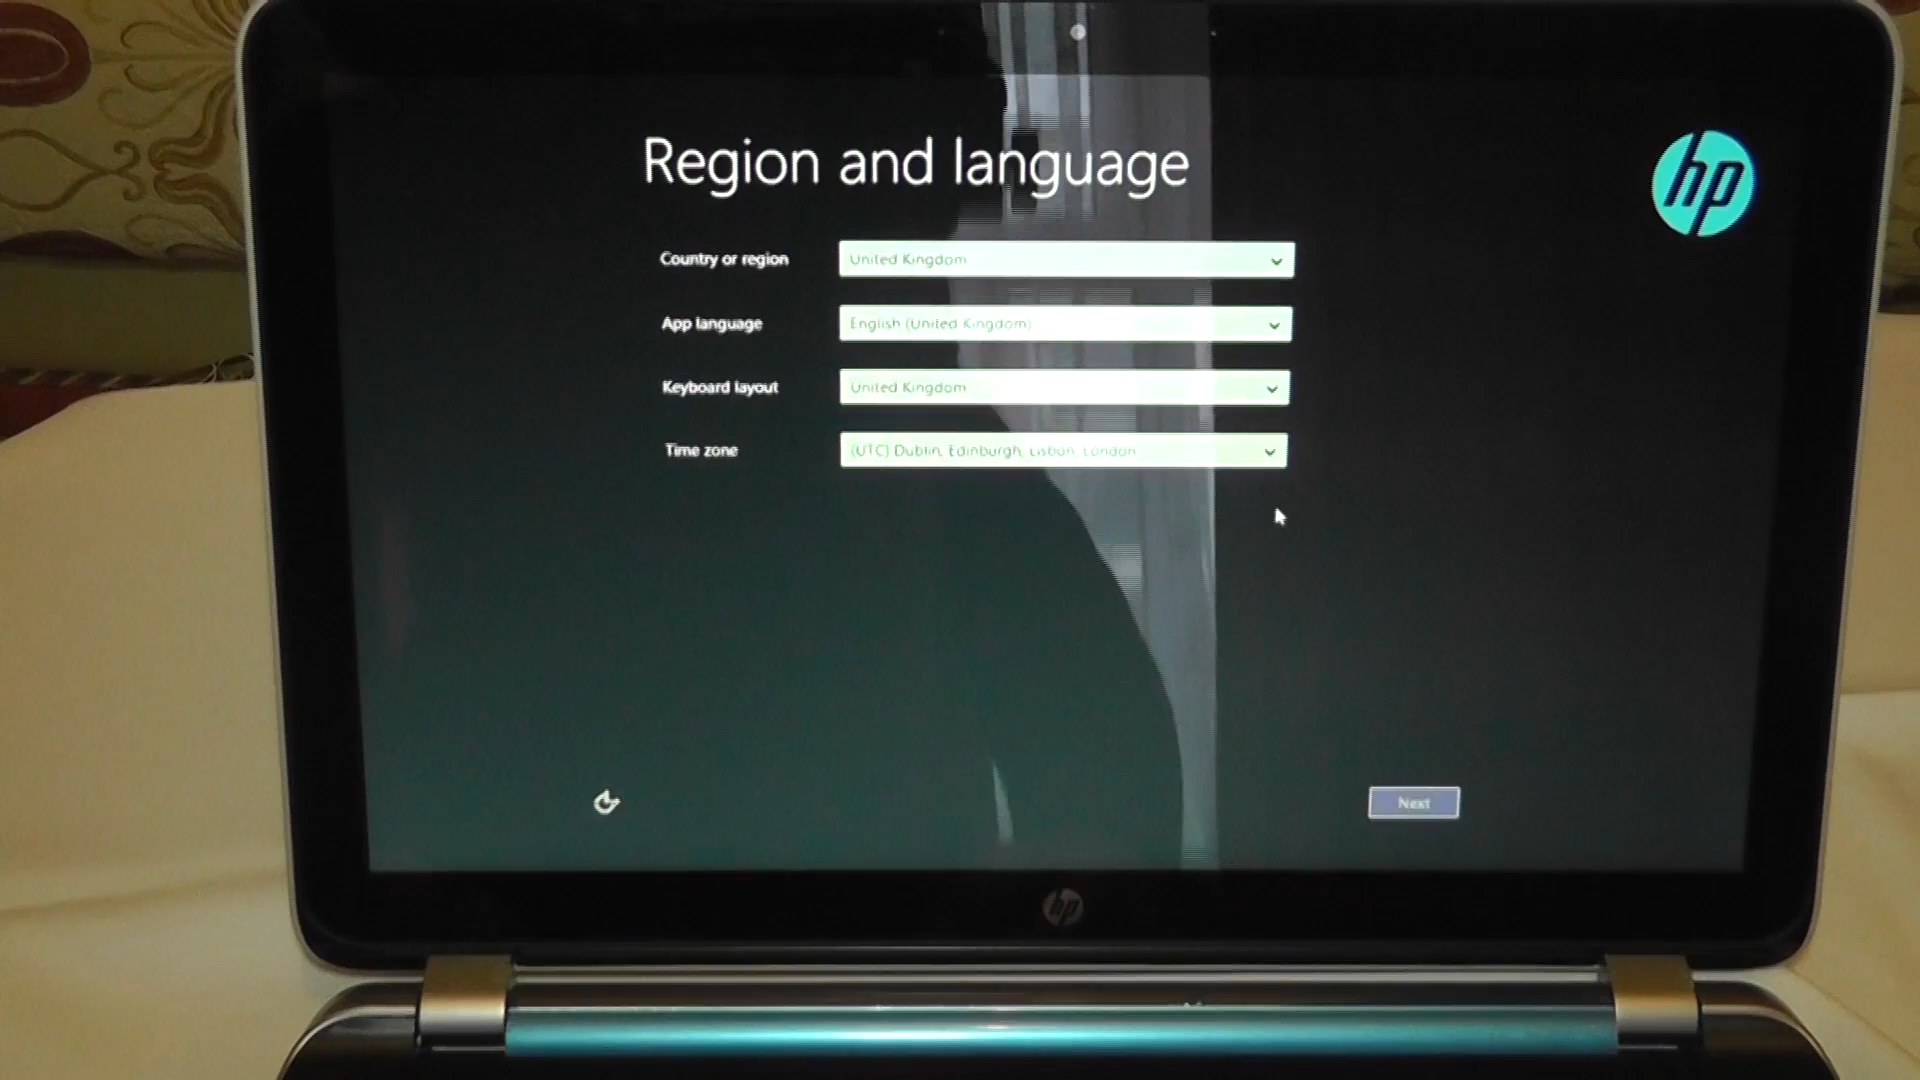 Region and language
hp
Country or region United Kingdom
App language English (United Kingdom)
Keyboard layout United Kingdom
Time zone (UTC) Dublin, Edinburgh, Lisbon, London
Next
hp